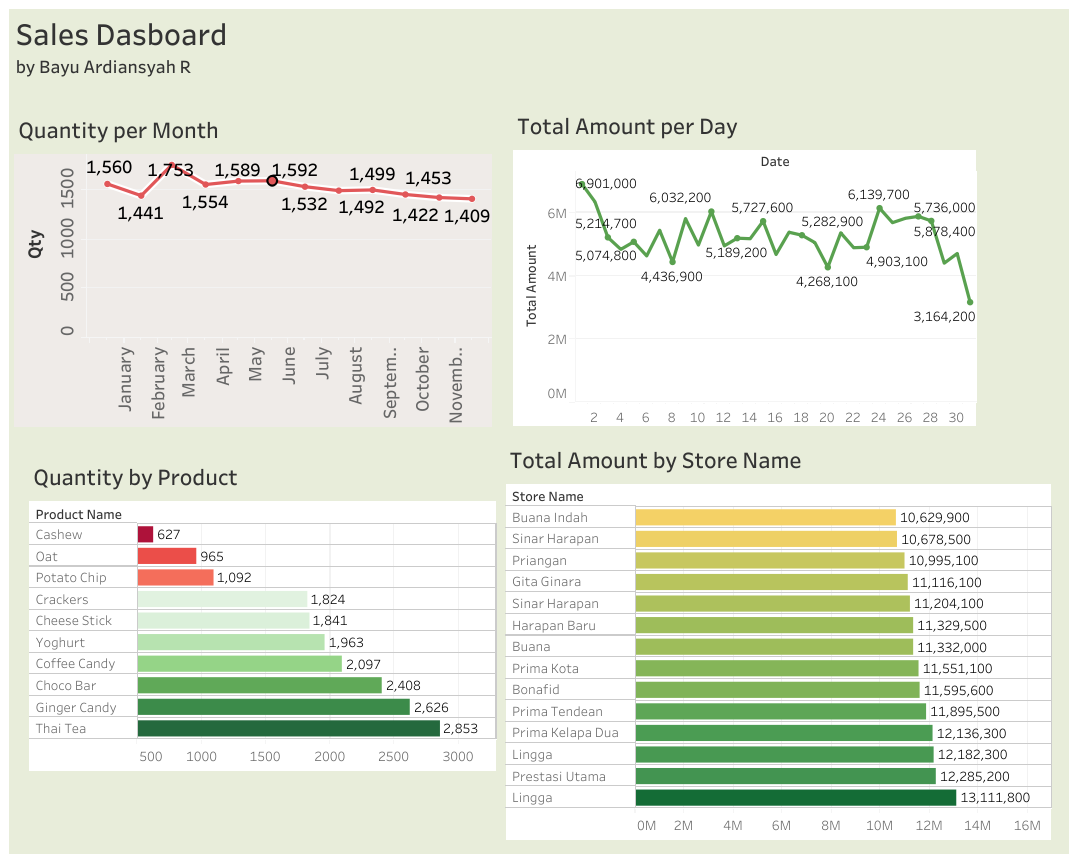 Sales Dasboard
by Bayu Ardiansyah R
Quantity per Month
1,560
1,441
1,753
1,554
1,589
1,592
1,532
1,492
1,499
1,422
1,453
1,409
Qty
1500
1000
500
0
January
February
March
April
May
June
July
August
Septem..
October
Novemb..
Total Amount per Day
Date
6,901,000
5,214,700
5,074,800
4,436,900
6,032,200
5,189,200
5,727,600
5,282,900
4,268,100
4,903,100
6,139,700
5,736,000
5,878,400
3,164,200
Total Amount
6M
4M
2M
0M
2 4 6 8 10 12 14 16 18 20 22 24 26 28 30
Quantity by Product
Product Name
Cashew 627
Oat 965
Potato Chip 1,092
Crackers 1,824
Cheese Stick 1,841
Yoghurt 1,963
Coffee Candy 2,097
Choco Bar 2,408
Ginger Candy 2,626
Thai Tea 2,853
500 1000 1500 2000 2500 3000
Total Amount by Store Name
Store Name
Buana Indah 10,629,900
Sinar Harapan 10,678,500
Priangan 10,995,100
Gita Ginara 11,116,100
Sinar Harapan 11,204,100
Harapan Baru 11,329,500
Buana 11,332,000
Prima Kota 11,551,100
Bonafid 11,595,600
Prima Tendean 11,895,500
Prima Kelapa Dua 12,136,300
Lingga 12,182,300
Prestasi Utama 12,285,200
Lingga 13,111,800
0M 2M 4M 6M 8M 10M 12M 14M 16M